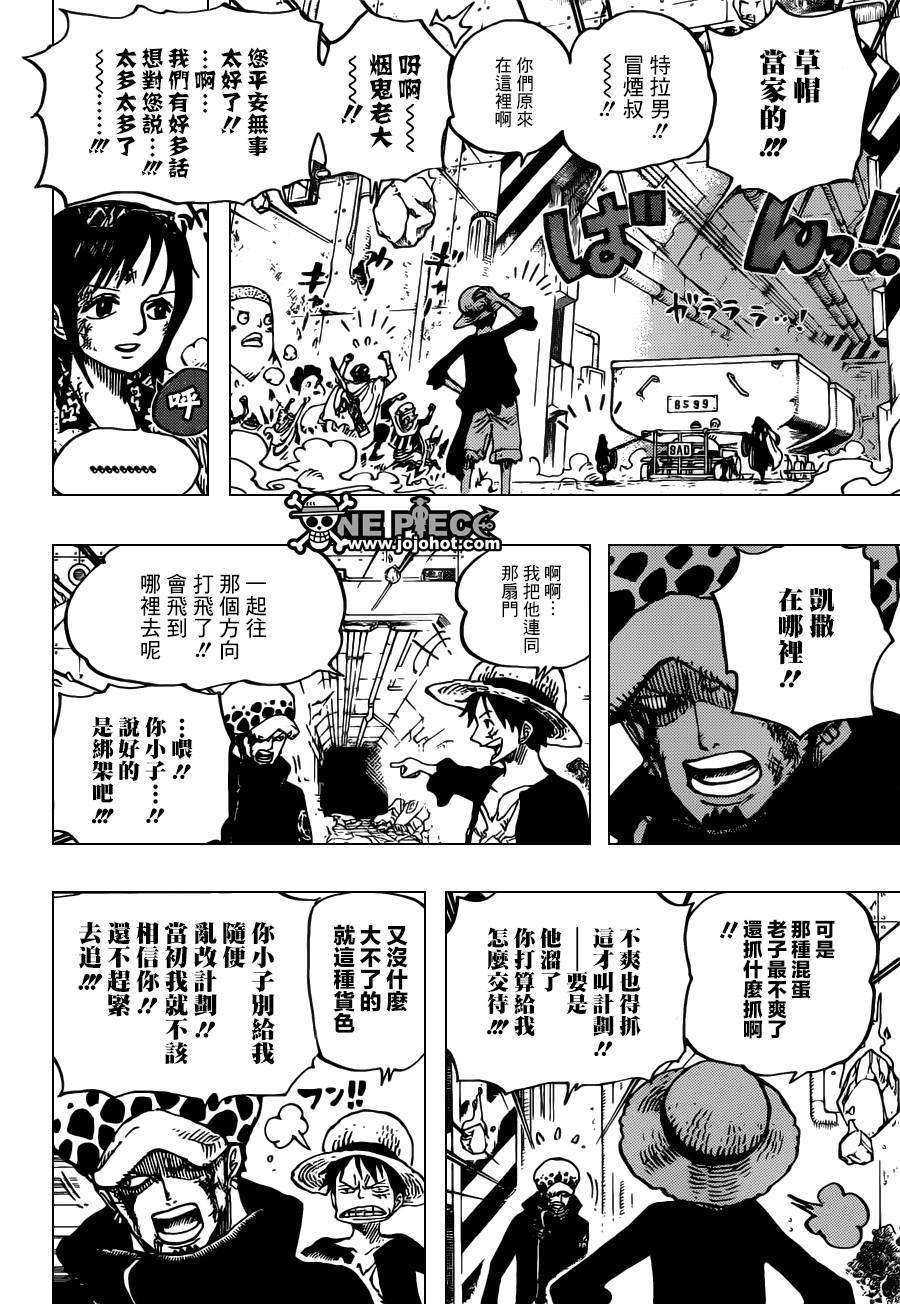 草帽
當家的!!!
特拉男!!
冒煙叔
你們原來
在這裡啊
呀啊
烟鬼老大
您平安無事
太好了!!
…啊…
我們有好多話
想對您說…!!!
太多太多了
~~~~…!!!
ばんっ!!
ガラララ…!
8599
SAD
呼
ONE PIECE
www.jojohot.com
凱撒
在哪裡!!
啊啊…
我把他連同
那扇門
一起往
那個方向
打飛了!!
會飛到
哪裡去呢
…喂!!
你小子…!!
說好的
是綁架吧!!!
可是
那種混蛋
老子最不爽了
還抓什麼抓啊
!!
不爽也得抓
這才叫計劃!!
——要是
他溜了
你打算給我
怎麼交待!!!
又沒什麼
大不了的
就這種貨色
フン!!
你小子別給我
隨便
亂改計劃!!
當初我就不該
相信你!!
還不趕緊
去追!!!